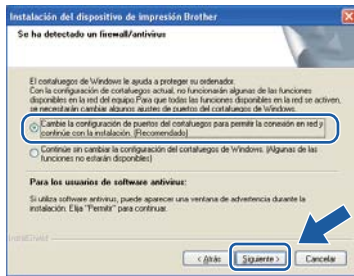 Instalación del dispositivo de impresión Brother
Se ha detectado un firewall/antivirus
El cortafuegos de Windows le ayuda a proteger su ordenador.
Con la configuración de cortafuegos actual, no funcionarán algunas de las funciones
disponibles en la red del equipo.Para que todas las funciones disponibles en la red se activen,
se necesitarán cambiar algunos ajustes de puertos del cortafuegos de Windows.
Cambie la configuración de puertos del cortafuegos para permitir la conexión en red y
continúe con la instalación. (Recomendado)
Continúe sin cambiar la configuración del cortafuegos de Windows. (Algunas de las
funciones no estarán disponibles)
Para los usuarios de software antivirus:
Si utiliza software antivirus, puede aparecer una ventana de advertencia durante la
instalación. Elija "Permitir" para continuar.
InstallShield
< Atrás
Siguiente >
Cancelar